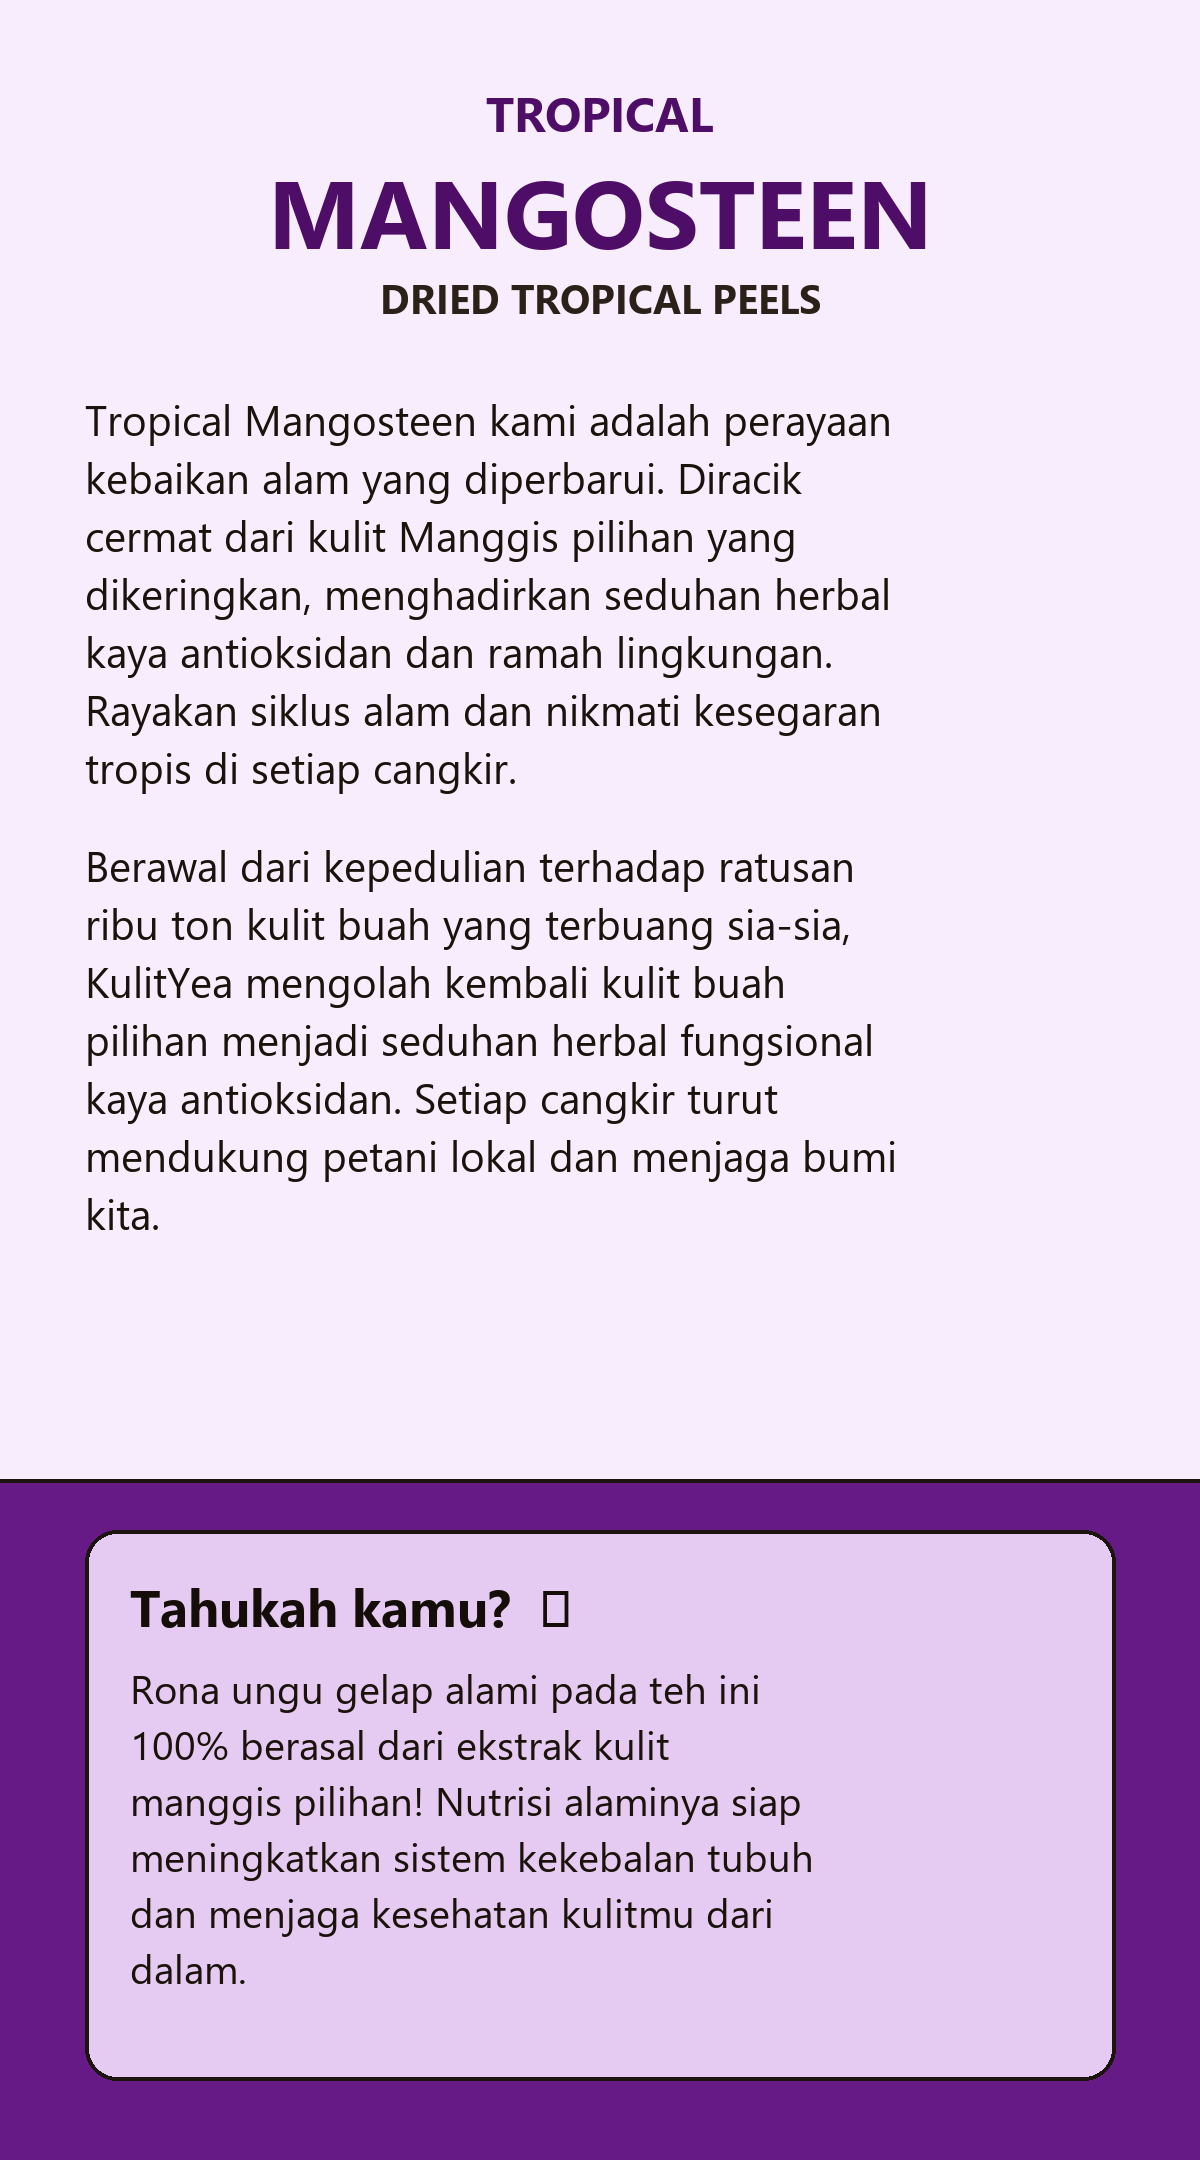 TROPICAL
MANGOSTEEN
DRIED TROPICAL PEELS
Tropical Mangosteen kami adalah perayaan
kebaikan alam yang diperbarui. Diracik
cermat dari kulit Manggis pilihan yang
dikeringkan, menghadirkan seduhan herbal
kaya antioksidan dan ramah lingkungan.
Rayakan siklus alam dan nikmati kesegaran
tropis di setiap cangkir.
Berawal dari kepedulian terhadap ratusan
ribu ton kulit buah yang terbuang sia-sia,
KulitYea mengolah kembali kulit buah
pilihan menjadi seduhan herbal fungsional
kaya antioksidan. Setiap cangkir turut
mendukung petani lokal dan menjaga bumi
kita.
Tahukah kamu?
Rona ungu gelap alami pada teh ini
100% berasal dari ekstrak kulit
manggis pilihan! Nutrisi alaminya siap
meningkatkan sistem kekebalan tubuh
dan menjaga kesehatan kulitmu dari
dalam.